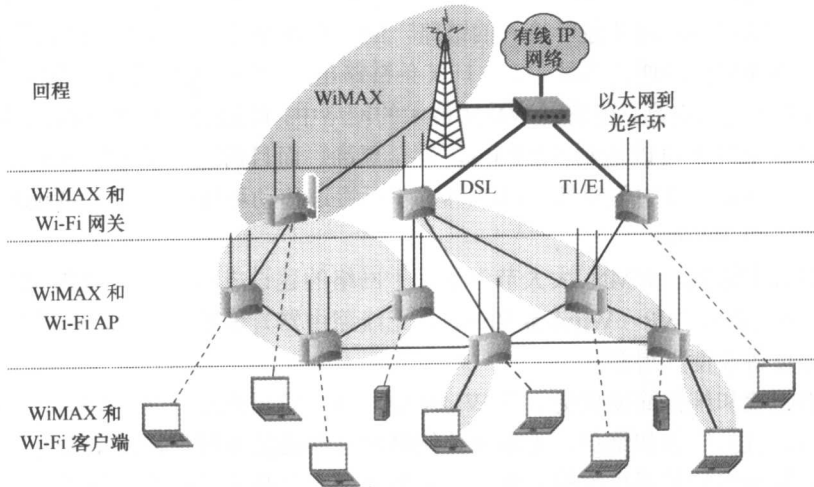 有线 IP
网络
回程
WiMAX
以太网到
光纤环
WiMAX 和
Wi-Fi 网关
DSL
T1/E1
WiMAX 和
Wi-Fi AP
WiMAX 和
Wi-Fi 客户端